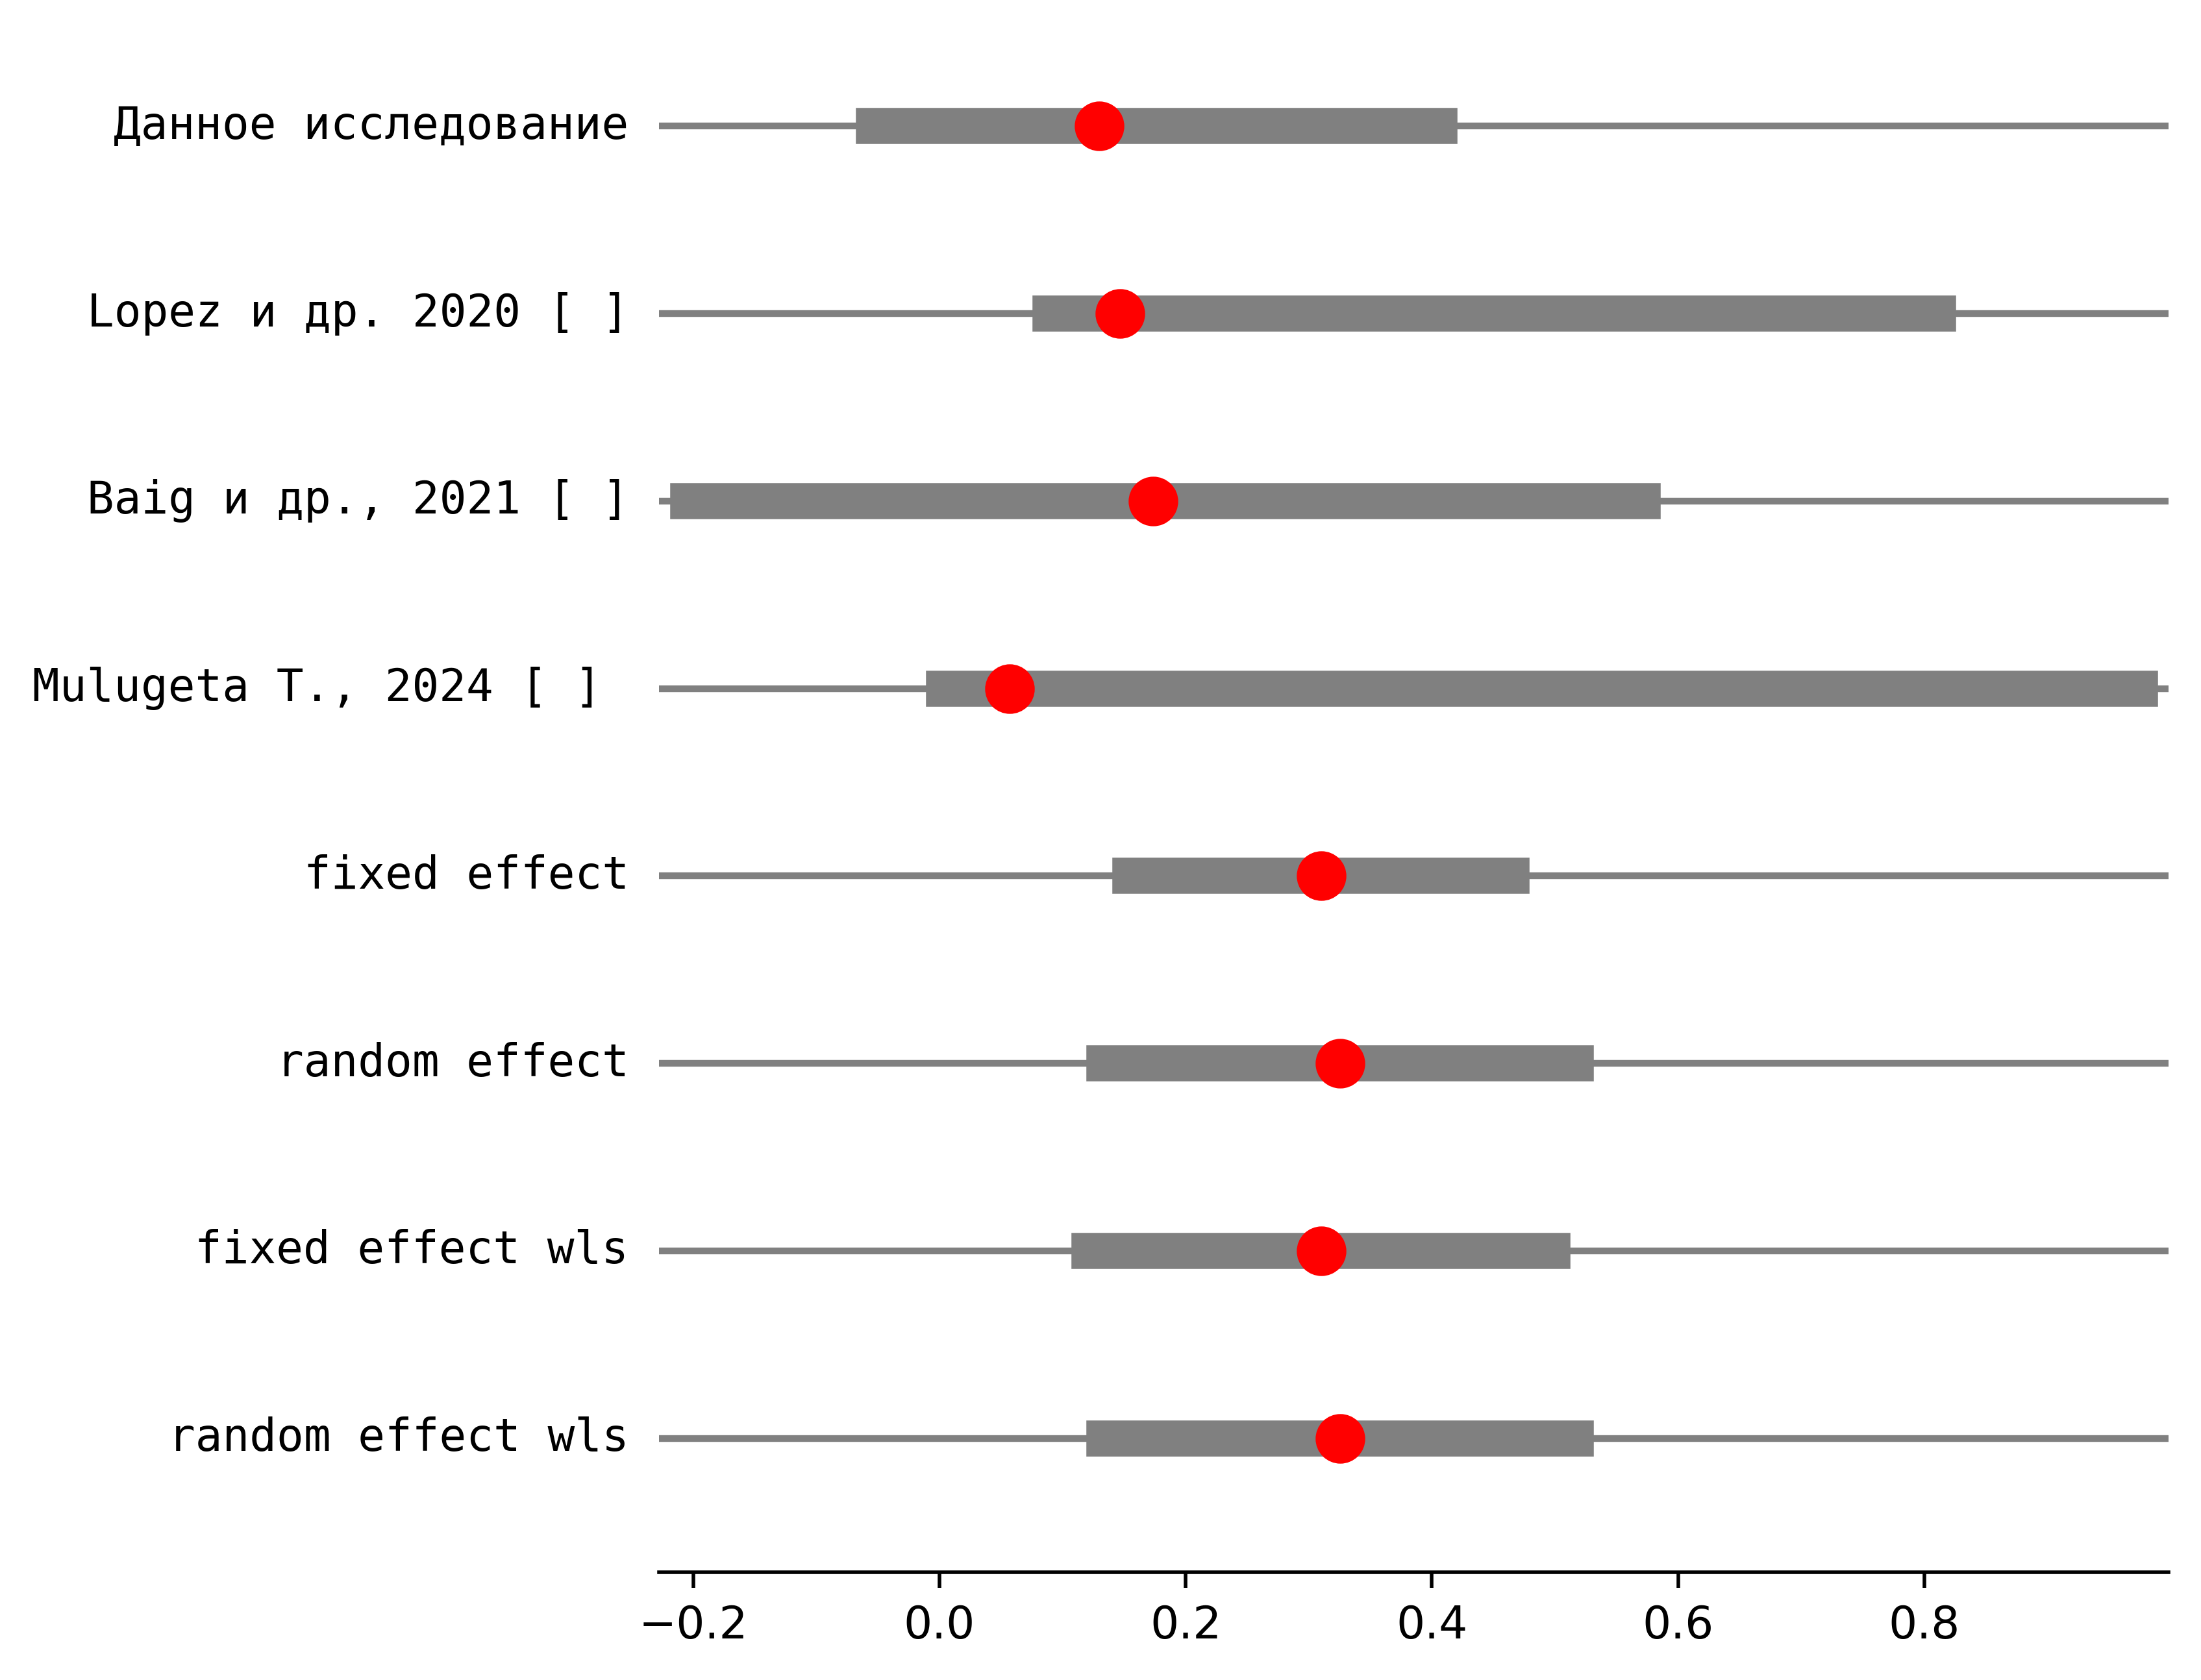 Данное исследование
Lopez и др. 2020 [ ]
Baig и др., 2021 [ ]
Mulugeta T., 2024 [ ]
fixed effect
random effect
fixed effect wls
random effect wls
−0.2 0.0 0.2 0.4 0.6 0.8